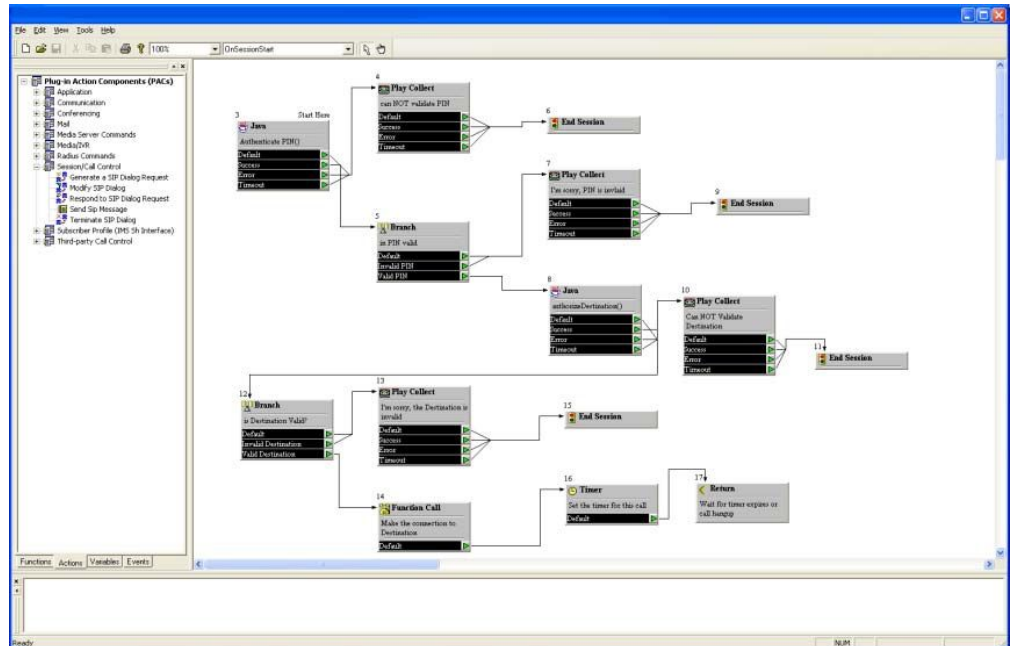 File Edit View Tools Help
100% OnSessionStart
Plug-in Action Components (PACs)
Application
Communication
Conferencing
Mail
Media Server Commands
Media/IVR
Radius Commands
Session/Call Control
Generate a SIP Dialog Request
Modify SIP Dialog
Respond to SIP Dialog Request
Send Sip Message
Terminate SIP Dialog
Subscriber Profile (IMS Sh Interface)
Third-party Call Control
Functions Actions Variables Events
3 Start Here
Java
Authenticate PIN()
Default
Success
Error
Timeout
4
Play Collect
can NOT validate PIN
Default
Success
Error
Timeout
6
End Session
5
Branch
is PIN valid
Default
Invalid PIN
Valid PIN
7
Play Collect
I'm sorry, PIN is invlaid
Default
Success
Error
Timeout
9
End Session
8
Java
authorizeDestination()
Default
Success
Error
Timeout
10
Play Collect
Can NOT Validate
Destination
Default
Success
Error
Timeout
11
End Session
12
Branch
is Destination Valid?
Default
Invalid Destination
Valid Destination
13
Play Collect
I'm sorry, the Destination is
invalid
Default
Success
Error
Timeout
15
End Session
14
Function Call
Make the connection to
Destination
Default
16
Timer
Set the timer for this call
Default
17
Return
Wait for timer expires or
call hangup
Ready
NUM